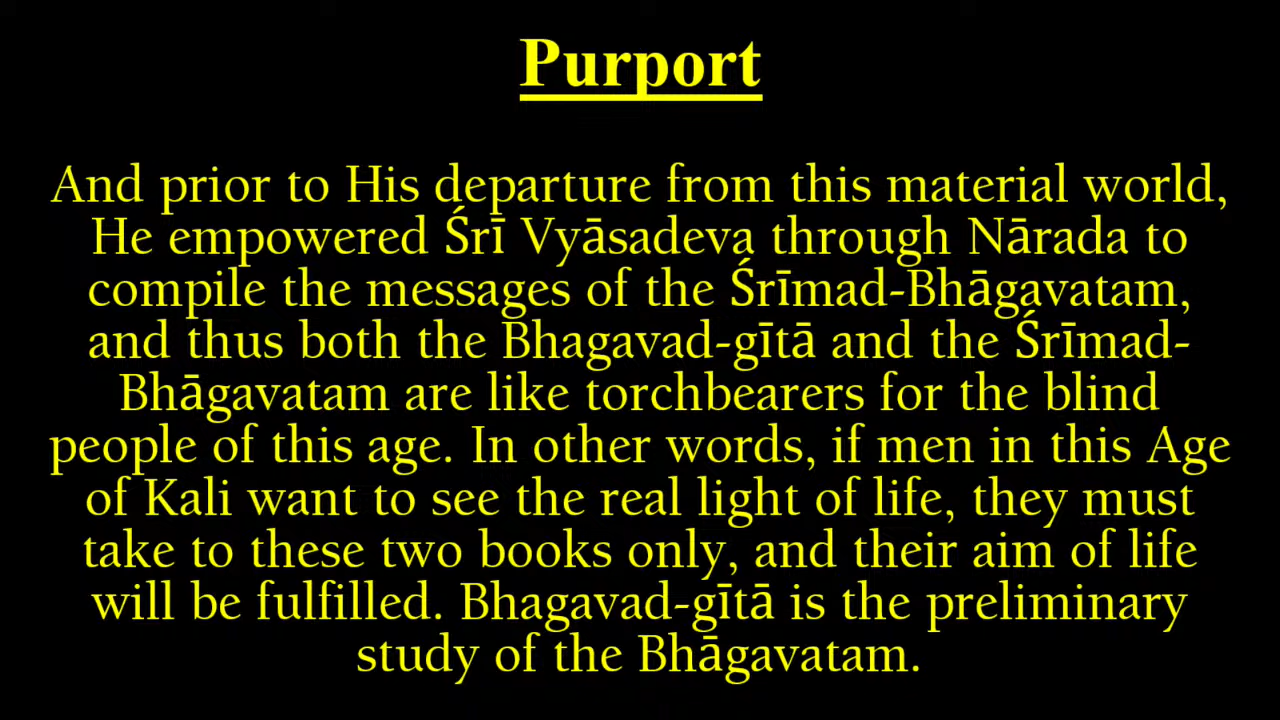 Purport
And prior to His departure from this material world,
He empowered Śrī Vyāsadeva through Nārada to
compile the messages of the Śrīmad-Bhāgavatam,
and thus both the Bhagavad-gītā and the Śrīmad-
Bhāgavatam are like torchbearers for the blind
people of this age. In other words, if men in this Age
of Kali want to see the real light of life, they must
take to these two books only, and their aim of life
will be fulfilled. Bhagavad-gītā is the preliminary
study of the Bhāgavatam.